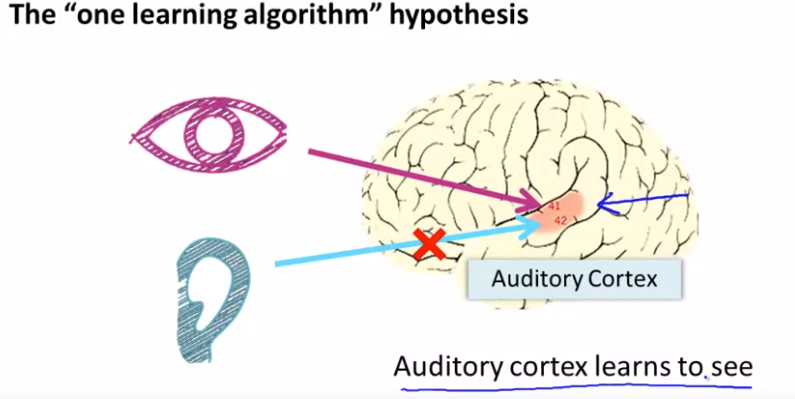 The “one learning algorithm” hypothesis
41
42
Auditory Cortex
Auditory cortex learns to see